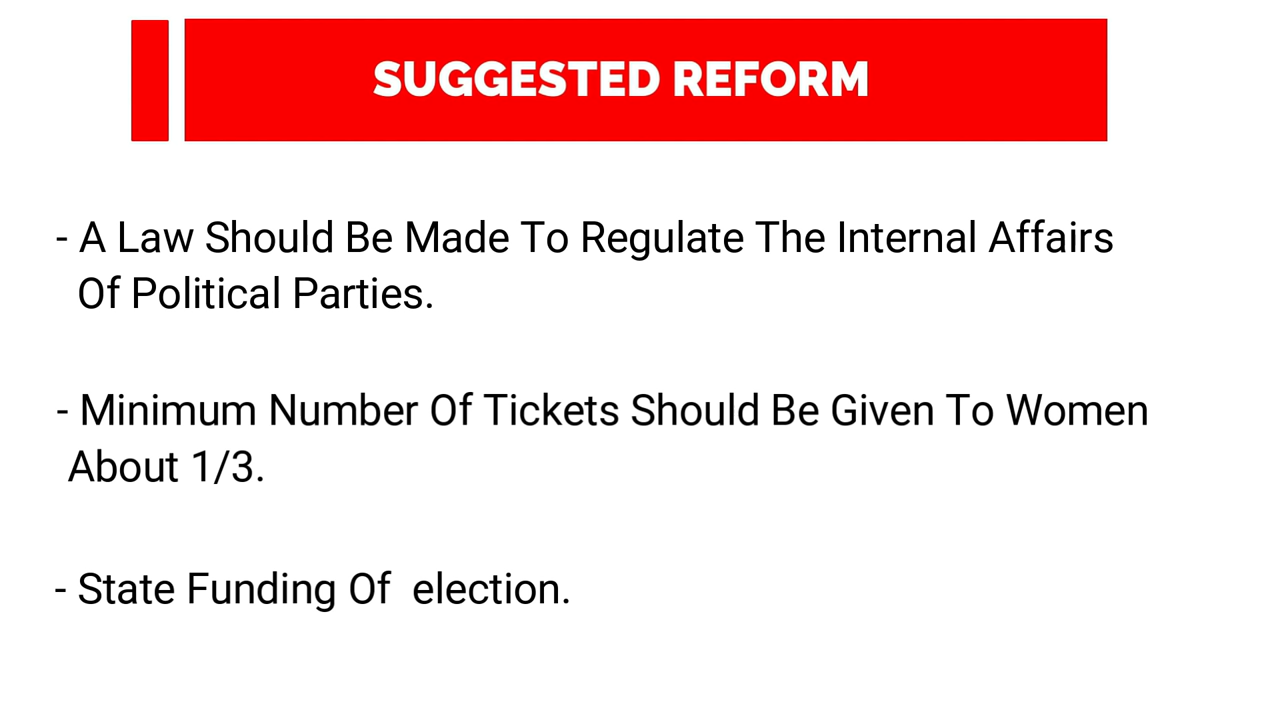 SUGGESTED REFORM
- A Law Should Be Made To Regulate The Internal Affairs
Of Political Parties.
- Minimum Number Of Tickets Should Be Given To Women
About 1/3.
- State Funding Of  election.